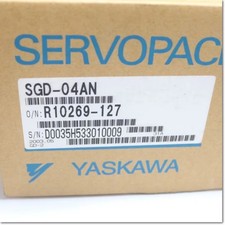 SERVOPACK
SGD-04AN
O/N: R10269-127
S/N: D0035H533010009
YASKAWA